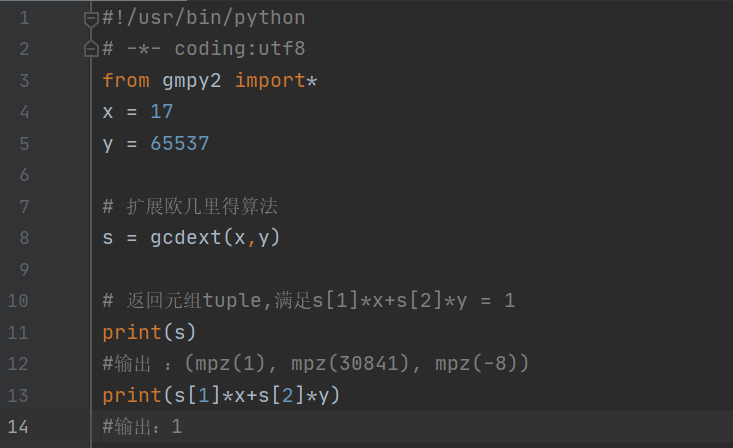 1 #!/usr/bin/python
2 # -*- coding:utf8
3 from gmpy2 import*
4 x = 17
5 y = 65537
6
7 # 扩展欧几里得算法
8 s = gcdext(x,y)
9
10 # 返回元组tuple,满足s[1]*x+s[2]*y = 1
11 print(s)
12 #输出 ：(mpz(1), mpz(30841), mpz(-8))
13 print(s[1]*x+s[2]*y)
14 #输出：1